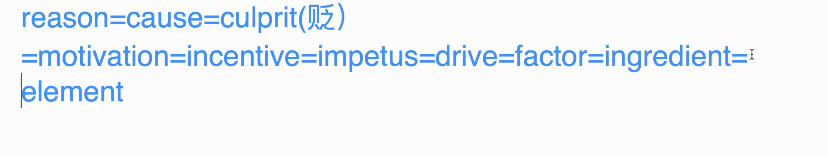 reason=cause=culprit(贬）
=motivation=incentive=impetus=drive=factor=ingredient=
element